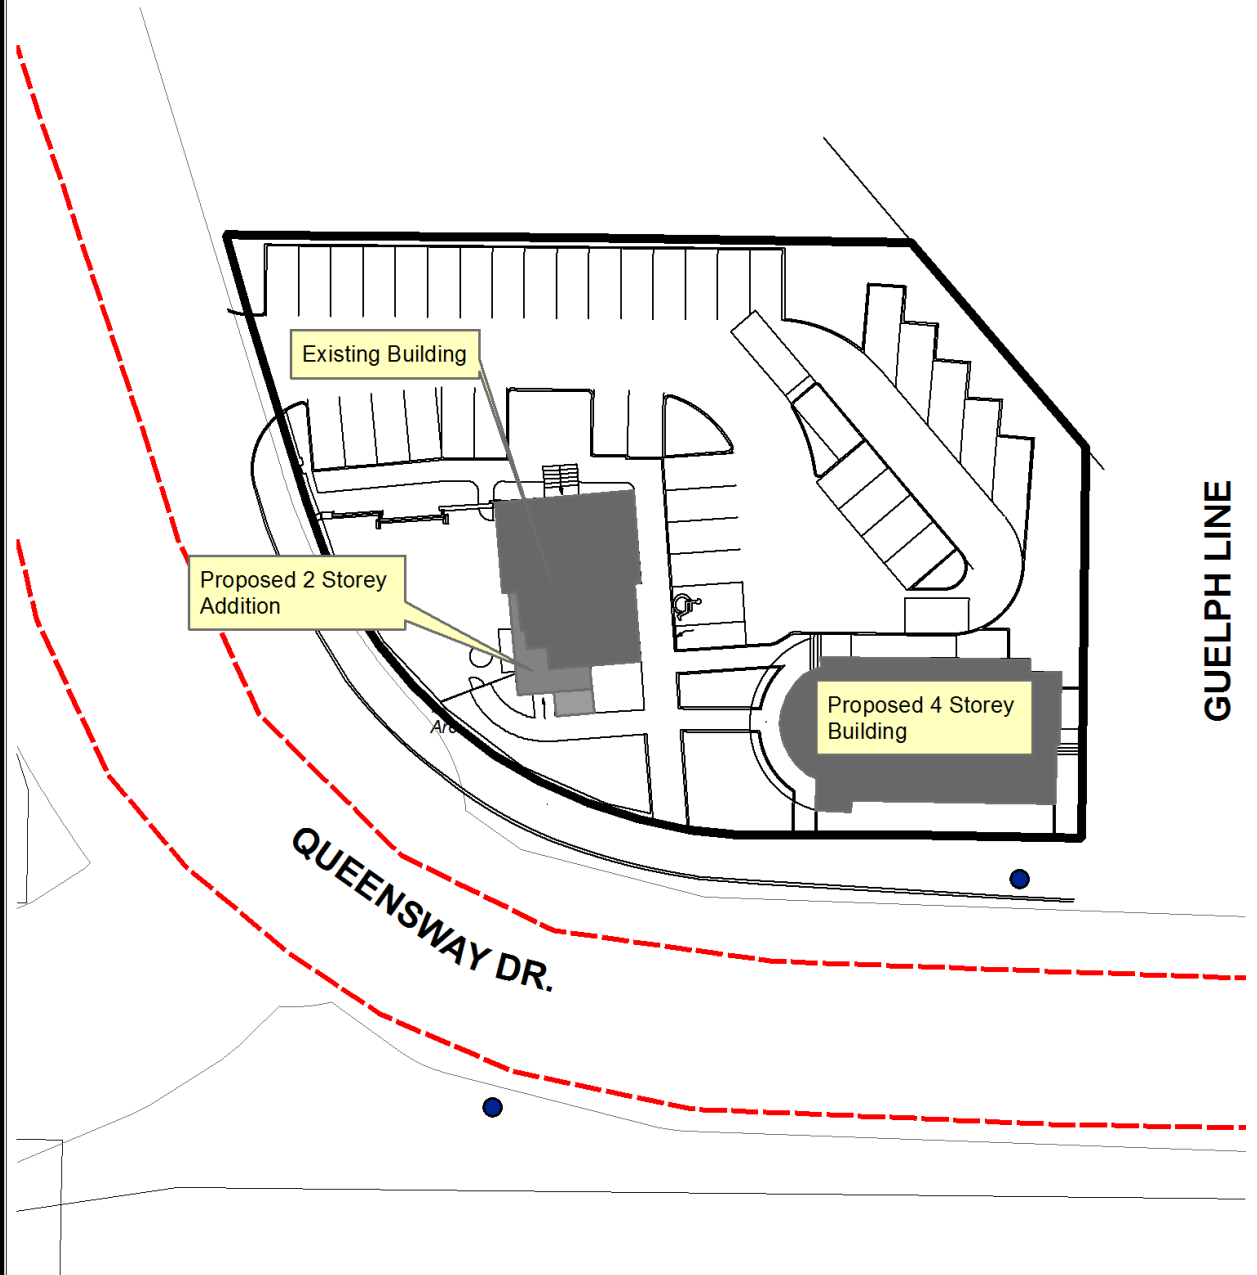 Existing Building
Proposed 2 Storey
Addition
Proposed 4 Storey
Building
GUELPH LINE
QUEENSWAY DR.